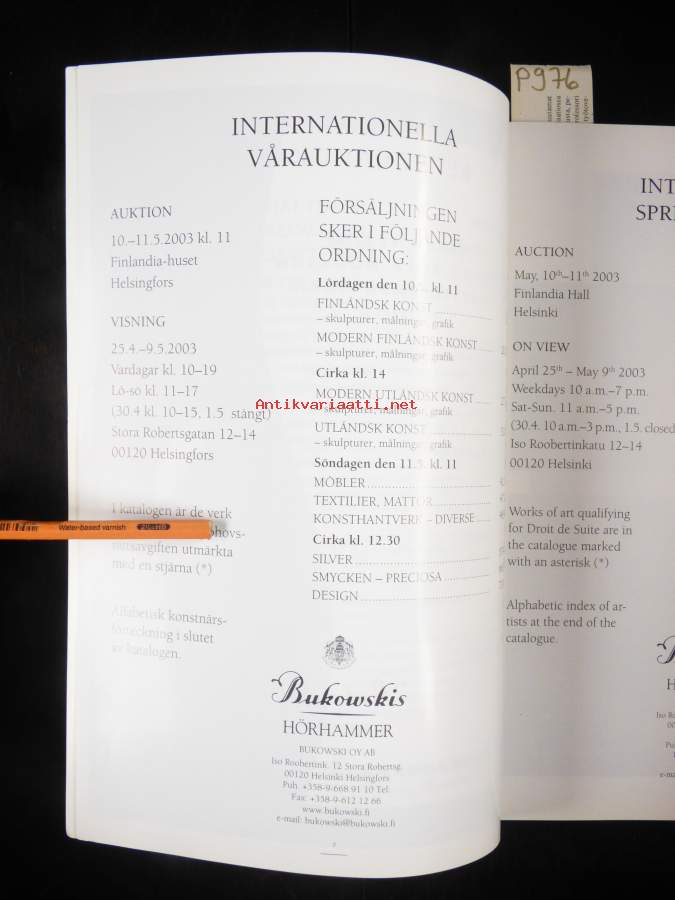 INTERNATIONELLA
VÅRAUKTIONEN
AUKTION
10.–11.5.2003 kl. 11
Finlandia-huset
Helsingfors
VISNING
25.4.–9.5.2003
Vardagar kl. 10–19
Lö-sö kl. 11–17
(30.4 kl. 10–15, 1.5 stängt)
Stora Robertsgatan 12–14
00120 Helsingfors
I katalogen är de verk
utmärkta
med en stjärna (*)
Alfabetisk konstnärs-
förteckning i slutet
av katalogen.
FÖRSÄLJNINGEN
SKER I FÖLJANDE
ORDNING:
Lördagen den 10.5. kl. 11
FINLÄNDSK KONST
– skulpturer, målningar, grafik
MODERN FINLÄNDSK KONST
– skulpturer, målningar, grafik
Cirka kl. 14
MODERN UTLÄNDSK KONST
– skulpturer, målningar, grafik
UTLÄNDSK KONST
– skulpturer, målningar, grafik
Söndagen den 11.5. kl. 11
MÖBLER
TEXTILIER, MATTOR
KONSTHANTVERK – DIVERSE
Cirka kl. 12.30
SILVER
SMYCKEN – PRECIOSA
DESIGN
Bukowskis
HÖRHAMMER
BUKOWSKI OY AB
Iso Roobertink. 12 Stora Robertsg.
00120 Helsinki Helsingfors
Puh. +358-9-668 91 10 Tel.
Fax: +358-9-612 12 66
www.bukowski.fi
e-mail: bukowski@bukowski.fi
Antikvariaatti.net
Water-based varnish
P976
INT
SPRI
AUCTION
May, 10th–11th 2003
Finlandia Hall
Helsinki
ON VIEW
April 25th – May 9th 2003
Weekdays 10 a.m.–7 p.m.
Sat-Sun. 11 a.m.–5 p.m.
(30.4. 10 a.m.–3 p.m., 1.5. closed
Iso Roobertinkatu 12–14
00120 Helsinki
Works of art qualifying
for Droit de Suite are in
the catalogue marked
with an asterisk (*)
Alphabetic index of ar-
tists at the end of the
catalogue.